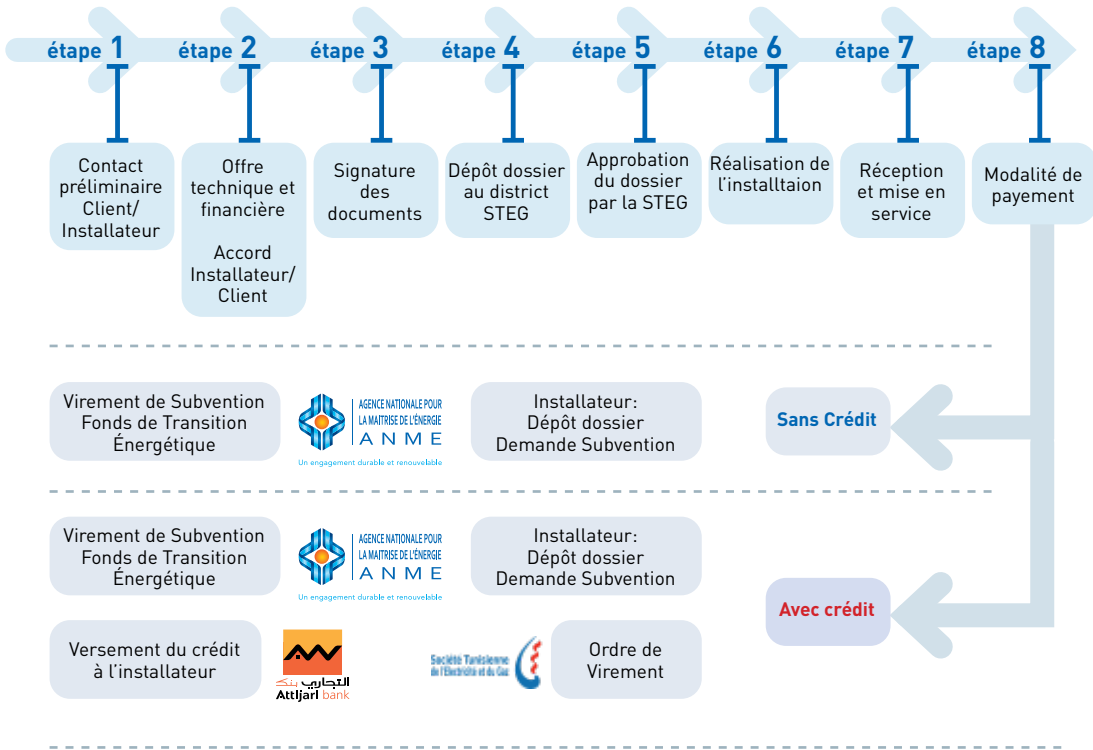 étape 1
étape 2
étape 3
étape 4
étape 5
étape 6
étape 7
étape 8
Contact
préliminaire
Client/
Installateur
Offre
technique et
financière
Accord
Installateur/
Client
Signature
des
documents
Dépôt dossier
au district
STEG
Approbation
du dossier
par la STEG
Réalisation de
l'installtaion
Réception
et mise en
service
Modalité de
payement
Virement de Subvention
Fonds de Transition
Énergétique
AGENCE NATIONALE POUR
LA MAITRISE DE L'ÉNERGIE
ANME
Un engagement durable et renouvelable
Installateur:
Dépôt dossier
Demande Subvention
Sans Crédit
Virement de Subvention
Fonds de Transition
Énergétique
AGENCE NATIONALE POUR
LA MAITRISE DE L'ÉNERGIE
ANME
Un engagement durable et renouvelable
Installateur:
Dépôt dossier
Demande Subvention
Avec crédit
Versement du crédit
à l'installateur
التجاري بنك
Attijari bank
Société Tunisienne
de l'Electricité et du Gaz
Ordre de
Virement